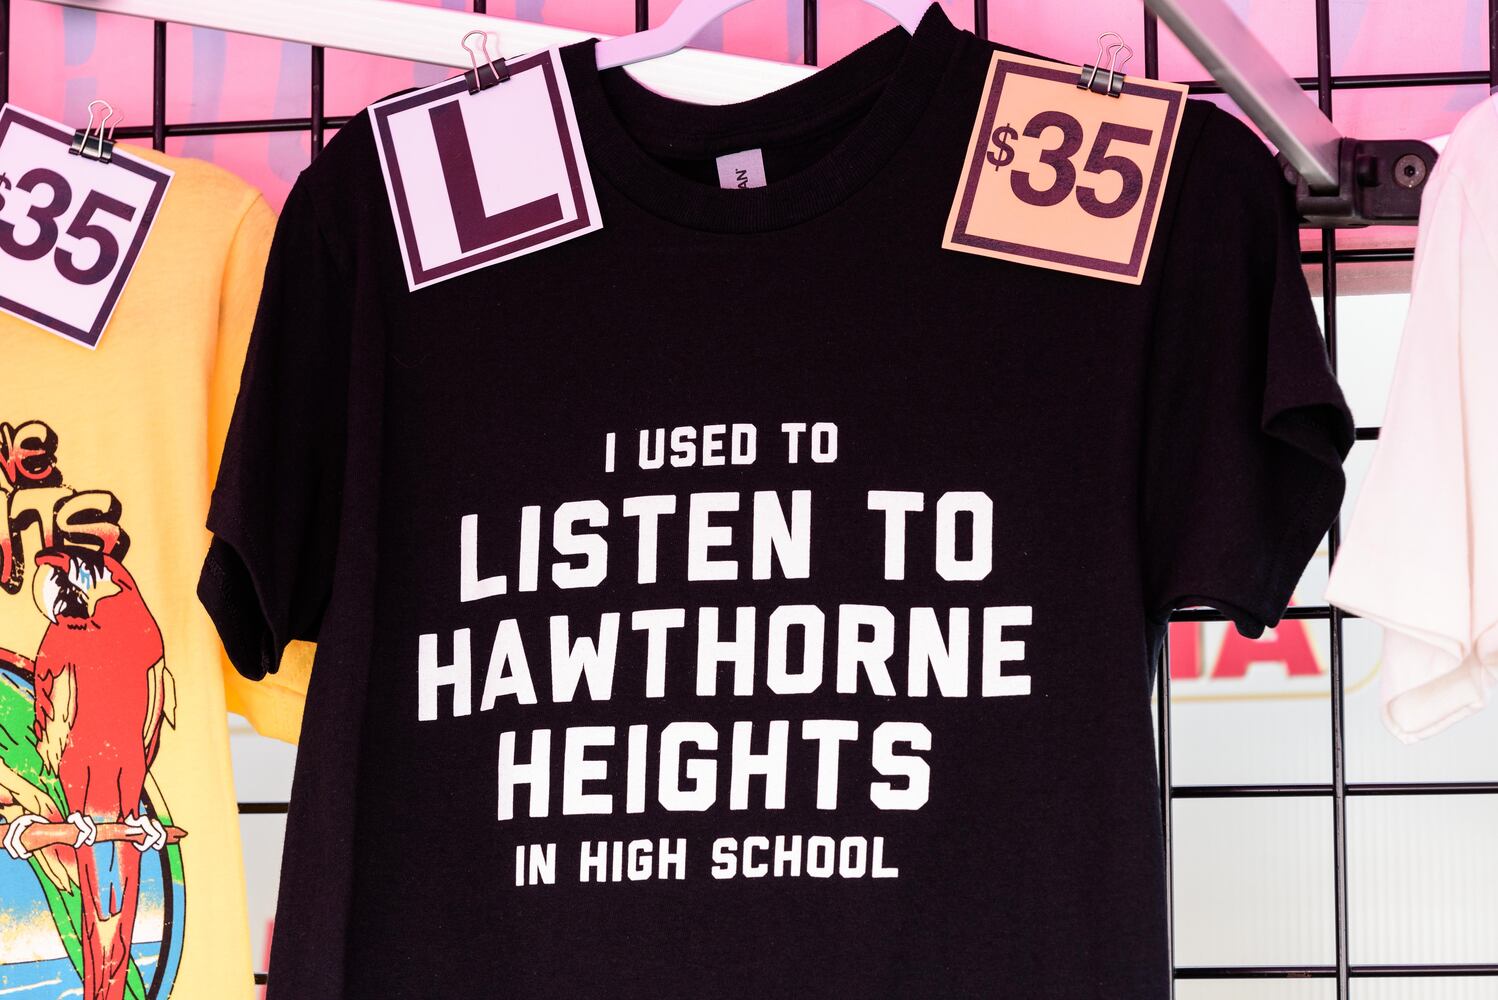 L
$35
$35
I USED TO
LISTEN TO
HAWTHORNE
HEIGHTS
IN HIGH SCHOOL